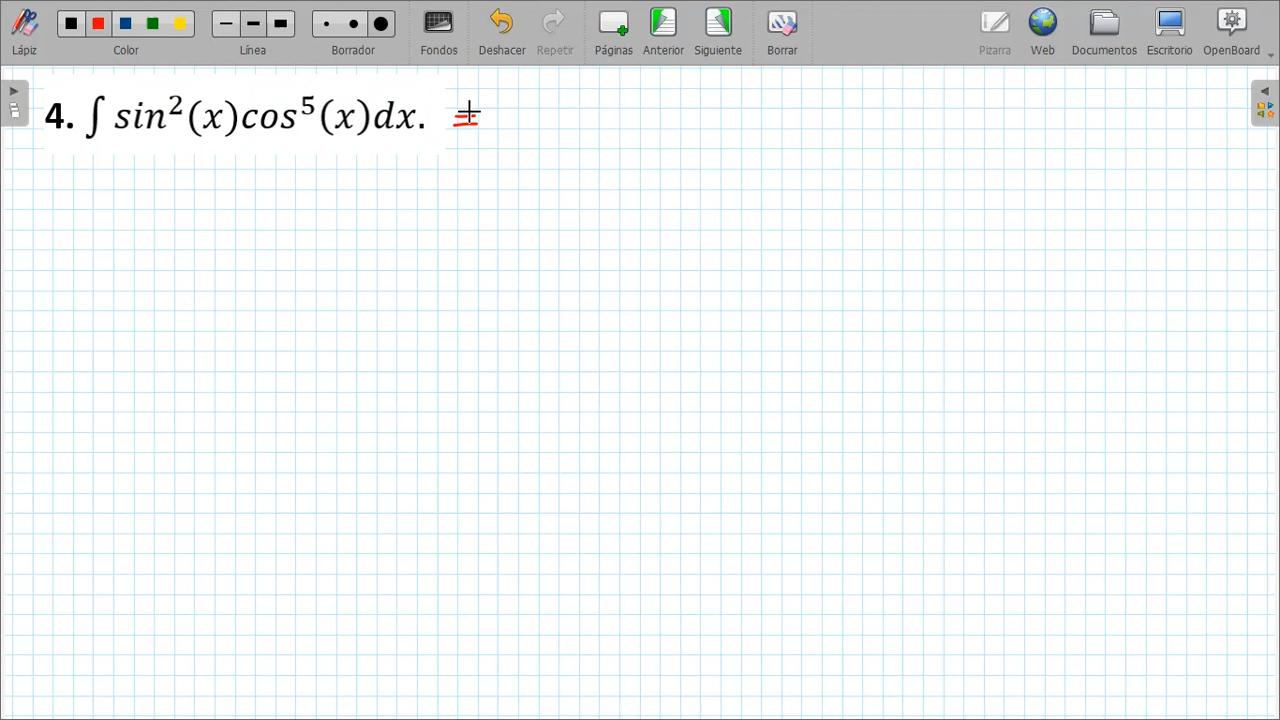 Lápiz Color Línea Borrador Fondos Deshacer Repetir Páginas Anterior Siguiente Borrar Pizarra Web Documentos Escritorio OpenBoard
4. ∫ sin²(x)cos⁵(x)dx. =